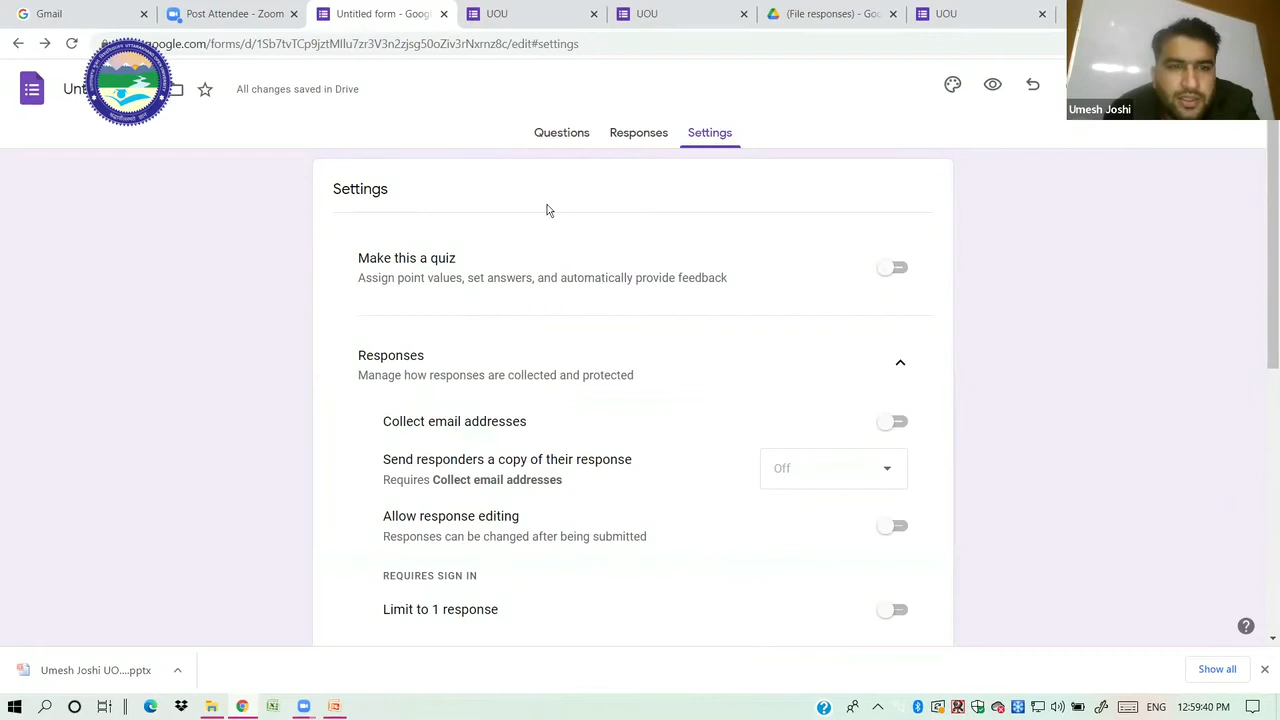 Gmail
Post Attendee - Zoom
Untitled form - Goog
UOU
UOU
(File responses) - Goo
UOU
google.com/forms/d/1Sb7tvTCp9jztMIlu7zr3V3n2zjsg50oZiv3rNxrnz8c/edit#settings
Umesh Joshi
All changes saved in Drive
Questions
Responses
Settings
Settings
Make this a quiz
Assign point values, set answers, and automatically provide feedback
Responses
Manage how responses are collected and protected
Collect email addresses
Send responders a copy of their response
Requires Collect email addresses
Off
Allow response editing
Responses can be changed after being submitted
REQUIRES SIGN IN
Limit to 1 response
Umesh Joshi UO....pptx
Show all
ENG
12:59:40 PM